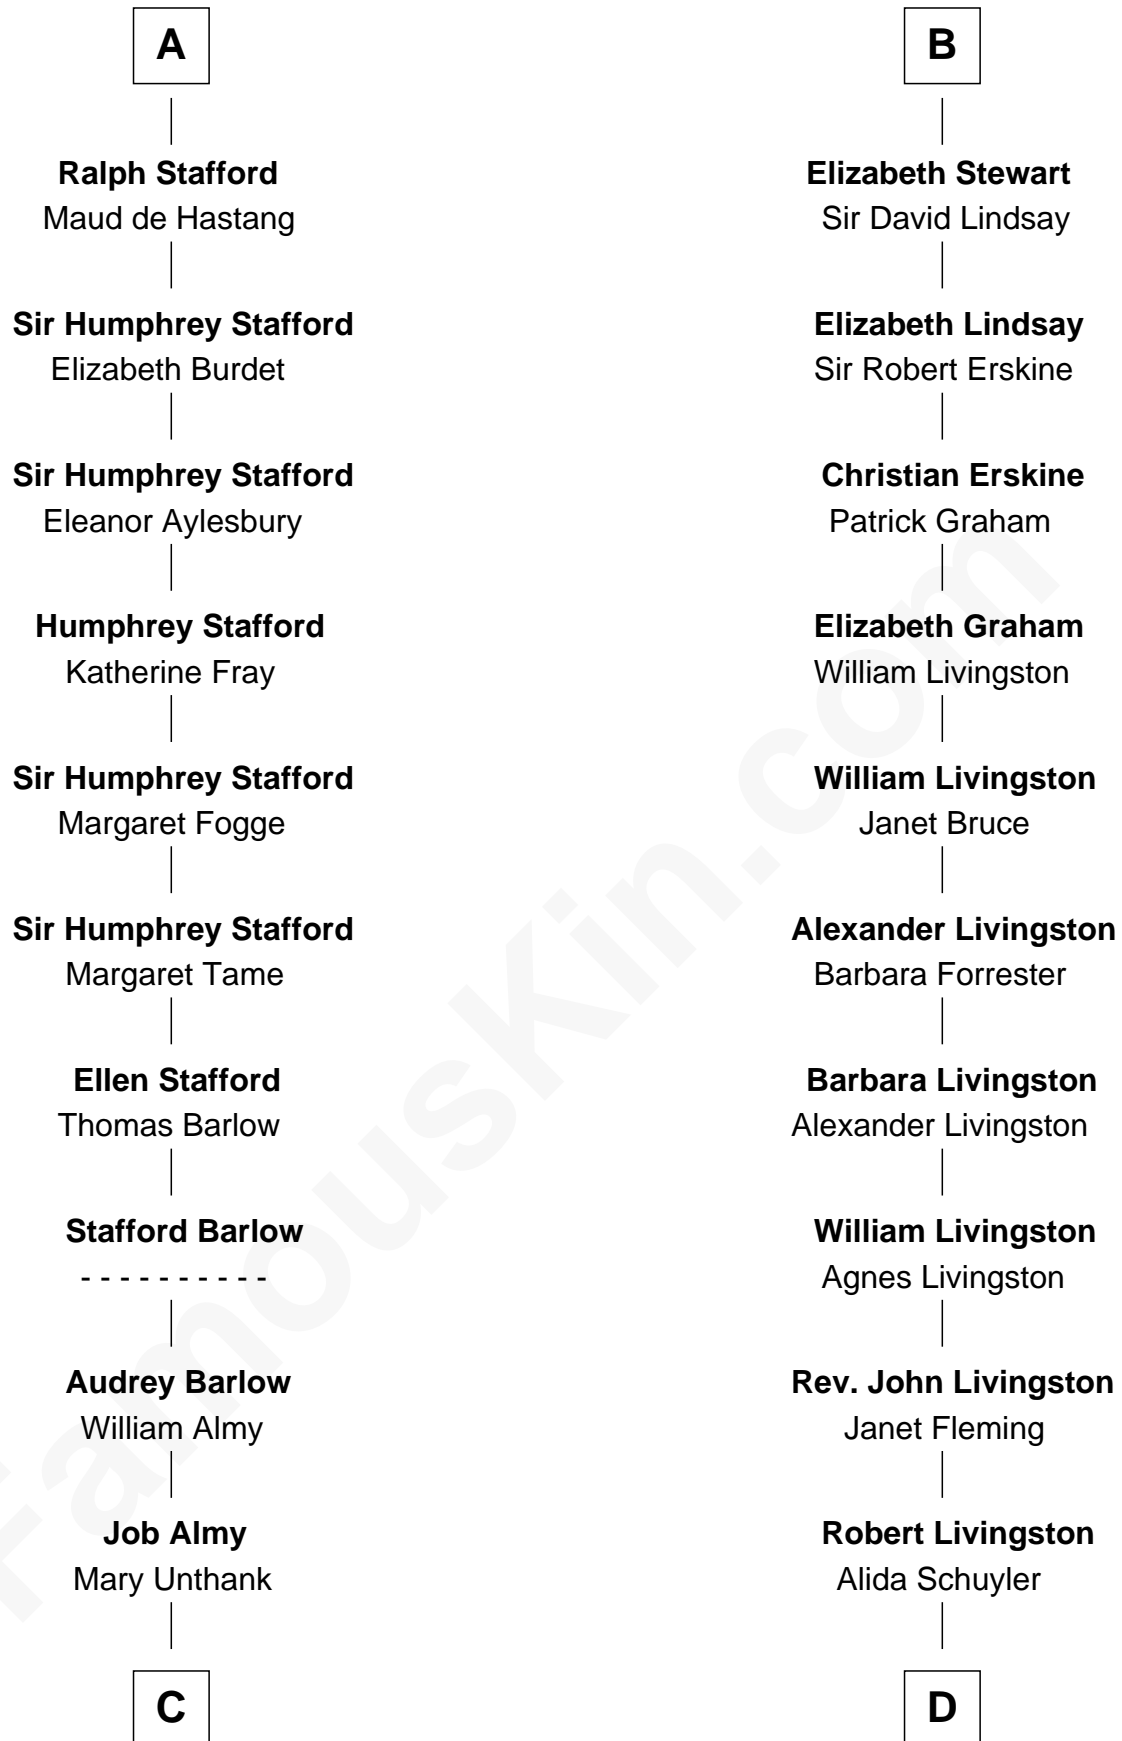 A
Ralph Stafford
Maud de Hastang
Sir Humphrey Stafford
Elizabeth Burdet
Sir Humphrey Stafford
Eleanor Aylesbury
Humphrey Stafford
Katherine Fray
Sir Humphrey Stafford
Margaret Fogge
Sir Humphrey Stafford
Margaret Tame
Ellen Stafford
Thomas Barlow
Stafford Barlow
- - - - - - - - - -
Audrey Barlow
William Almy
Job Almy
Mary Unthank
C
B
Elizabeth Stewart
Sir David Lindsay
Elizabeth Lindsay
Sir Robert Erskine
Christian Erskine
Patrick Graham
Elizabeth Graham
William Livingston
William Livingston
Janet Bruce
Alexander Livingston
Barbara Forrester
Barbara Livingston
Alexander Livingston
William Livingston
Agnes Livingston
Rev. John Livingston
Janet Fleming
Robert Livingston
Alida Schuyler
D
FamousKin.com